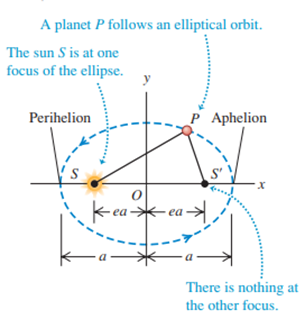 A planet P follows an elliptical orbit.
The sun S is at one
focus of the ellipse.
y
Perihelion
P Aphelion
S
S′
x
O
ea
ea
a
a
There is nothing at
the other focus.